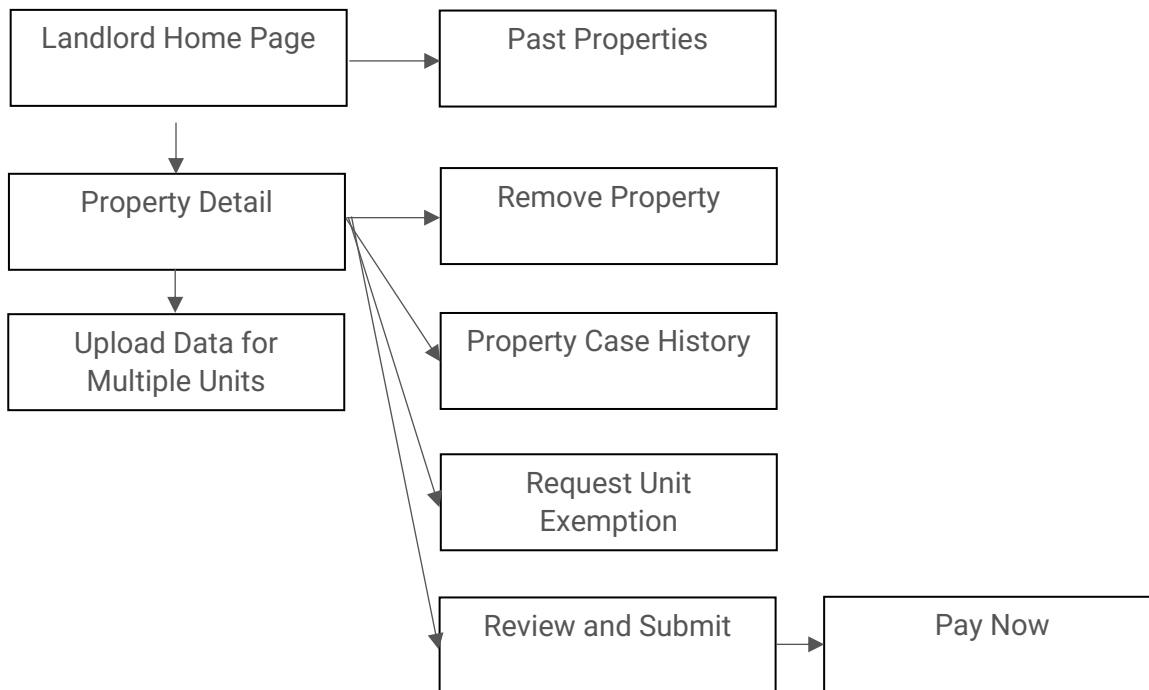 Landlord Home Page
Past Properties
Property Detail
Remove Property
Upload Data for
Multiple Units
Property Case History
Request Unit
Exemption
Review and Submit
Pay Now